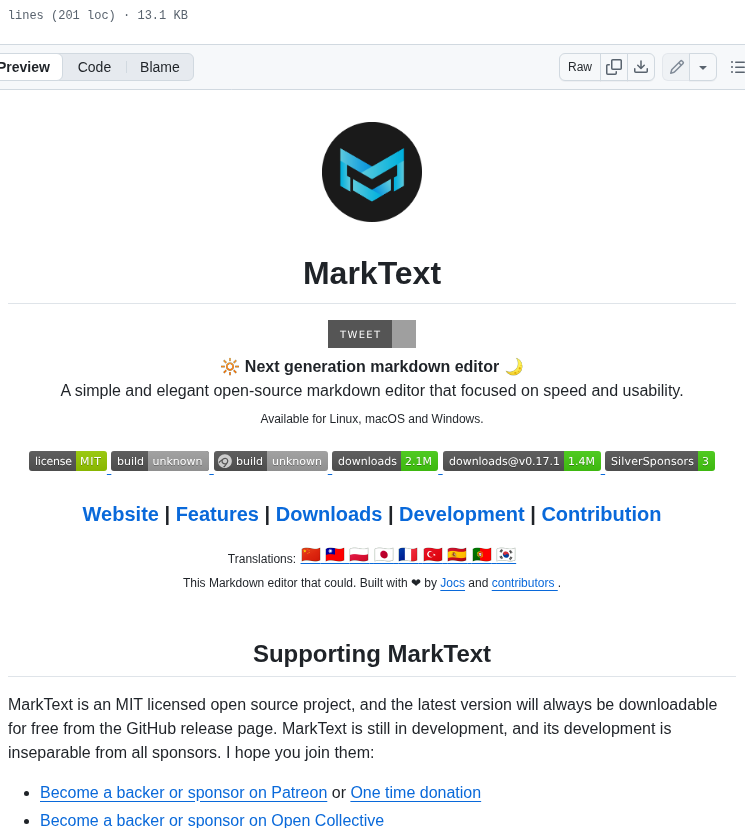 lines (201 loc) · 13.1 KB
Preview Code Blame Raw
MarkText
TWEET
🔆 Next generation markdown editor 🌙
A simple and elegant open-source markdown editor that focused on speed and usability.
Available for Linux, macOS and Windows.
license MIT build unknown build unknown downloads 2.1M downloads@v0.17.1 1.4M SilverSponsors 3
Website | Features | Downloads | Development | Contribution
Translations: 🇨🇳 🇹🇼 🇵🇱 🇯🇵 🇫🇷 🇹🇷 🇪🇸 🇵🇹 🇰🇷
This Markdown editor that could. Built with ❤ by Jocs and contributors .
Supporting MarkText
MarkText is an MIT licensed open source project, and the latest version will always be downloadable
for free from the GitHub release page. MarkText is still in development, and its development is
inseparable from all sponsors. I hope you join them:
• Become a backer or sponsor on Patreon or One time donation
• Become a backer or sponsor on Open Collective